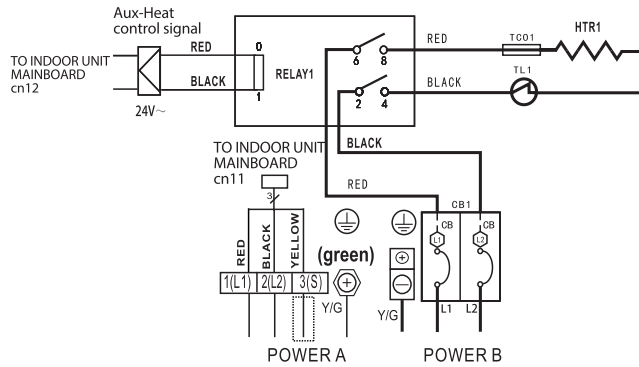 Aux-Heat
control signal
TO INDOOR UNIT
MAINBOARD
cn12
RED
BLACK
24V～
0
1
RELAY1
6 8
2 4
RED
BLACK
TCO1
HTR1
TL1
BLACK
RED
TO INDOOR UNIT
MAINBOARD
cn11
3
RED
BLACK
YELLOW
(green)
1(L1) 2(L2) 3(S)
Y/G
Y/G
CB1
CB CB
L1 L2
L1 L2
POWER A
POWER B